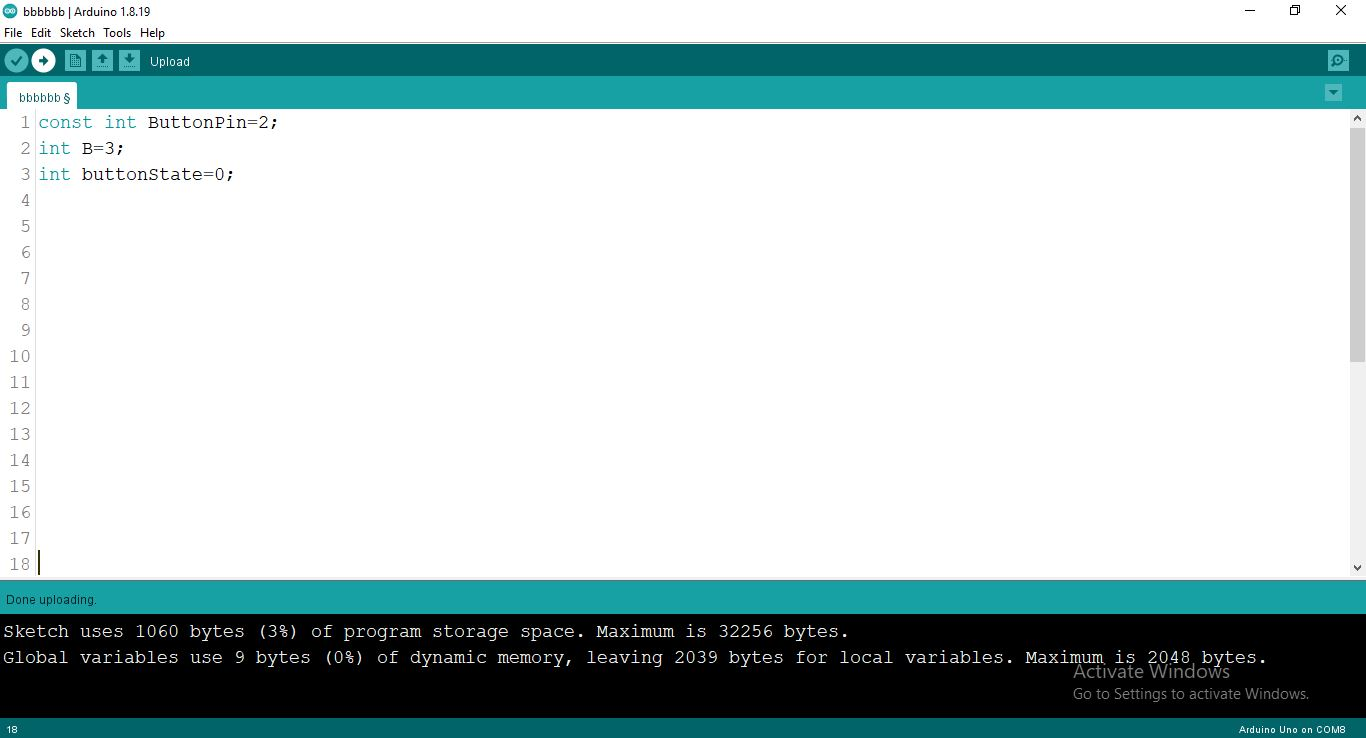 bbbbbb | Arduino 1.8.19
File Edit Sketch Tools Help
Upload
bbbbbb §
1 const int ButtonPin=2;
2 int B=3;
3 int buttonState=0;
4
5
6
7
8
9
10
11
12
13
14
15
16
17
18
Done uploading.
Sketch uses 1060 bytes (3%) of program storage space. Maximum is 32256 bytes.
Global variables use 9 bytes (0%) of dynamic memory, leaving 2039 bytes for local variables. Maximum is 2048 bytes.
Activate Windows
Go to Settings to activate Windows.
18 Arduino Uno on COM8